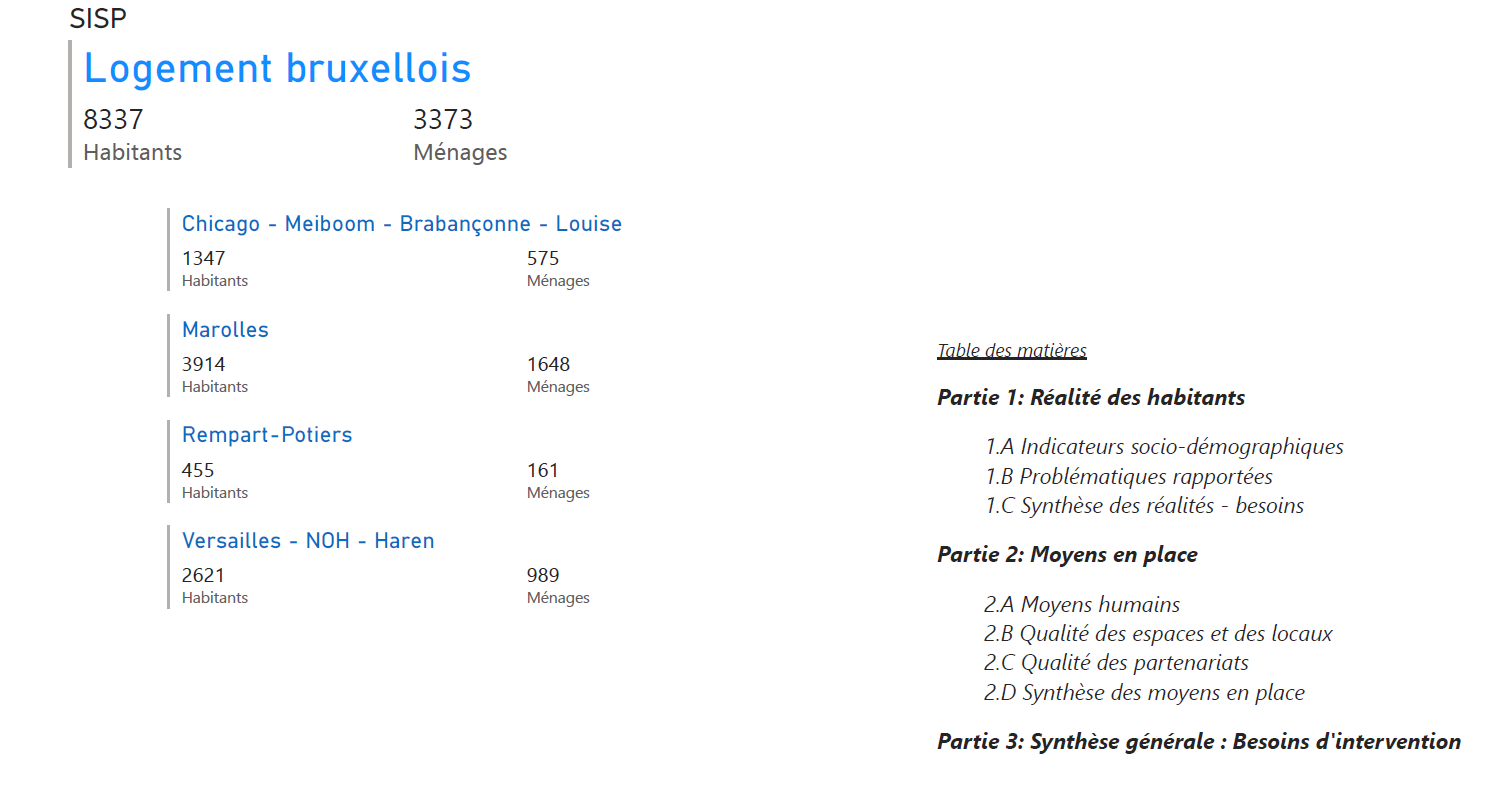 SISP
Logement bruxellois
8337 3373
Habitants Ménages
Chicago - Meiboom - Brabançonne - Louise
1347 575
Habitants Ménages
Marolles
3914 1648
Habitants Ménages
Rempart-Potiers
455 161
Habitants Ménages
Versailles - NOH - Haren
2621 989
Habitants Ménages
Table des matières
Partie 1: Réalité des habitants
1.A Indicateurs socio-démographiques
1.B Problématiques rapportées
1.C Synthèse des réalités - besoins
Partie 2: Moyens en place
2.A Moyens humains
2.B Qualité des espaces et des locaux
2.C Qualité des partenariats
2.D Synthèse des moyens en place
Partie 3: Synthèse générale : Besoins d'intervention